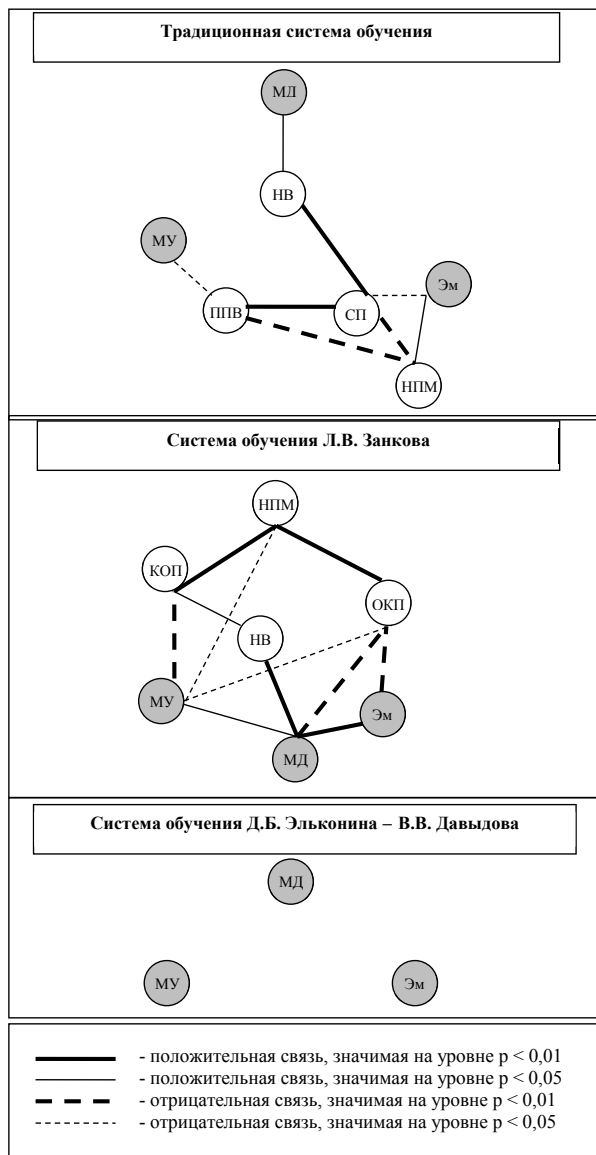 Традиционная система обучения
МД
НВ
МУ
Эм
ППВ
СП
НПМ
Система обучения Л.В. Занкова
НПМ
КОП
ОКП
НВ
МУ
Эм
МД
Система обучения Д.Б. Эльконина – В.В. Давыдова
МД
МУ
Эм
- положительная связь, значимая на уровне p < 0,01
- положительная связь, значимая на уровне p < 0,05
- отрицательная связь, значимая на уровне p < 0,01
- отрицательная связь, значимая на уровне p < 0,05